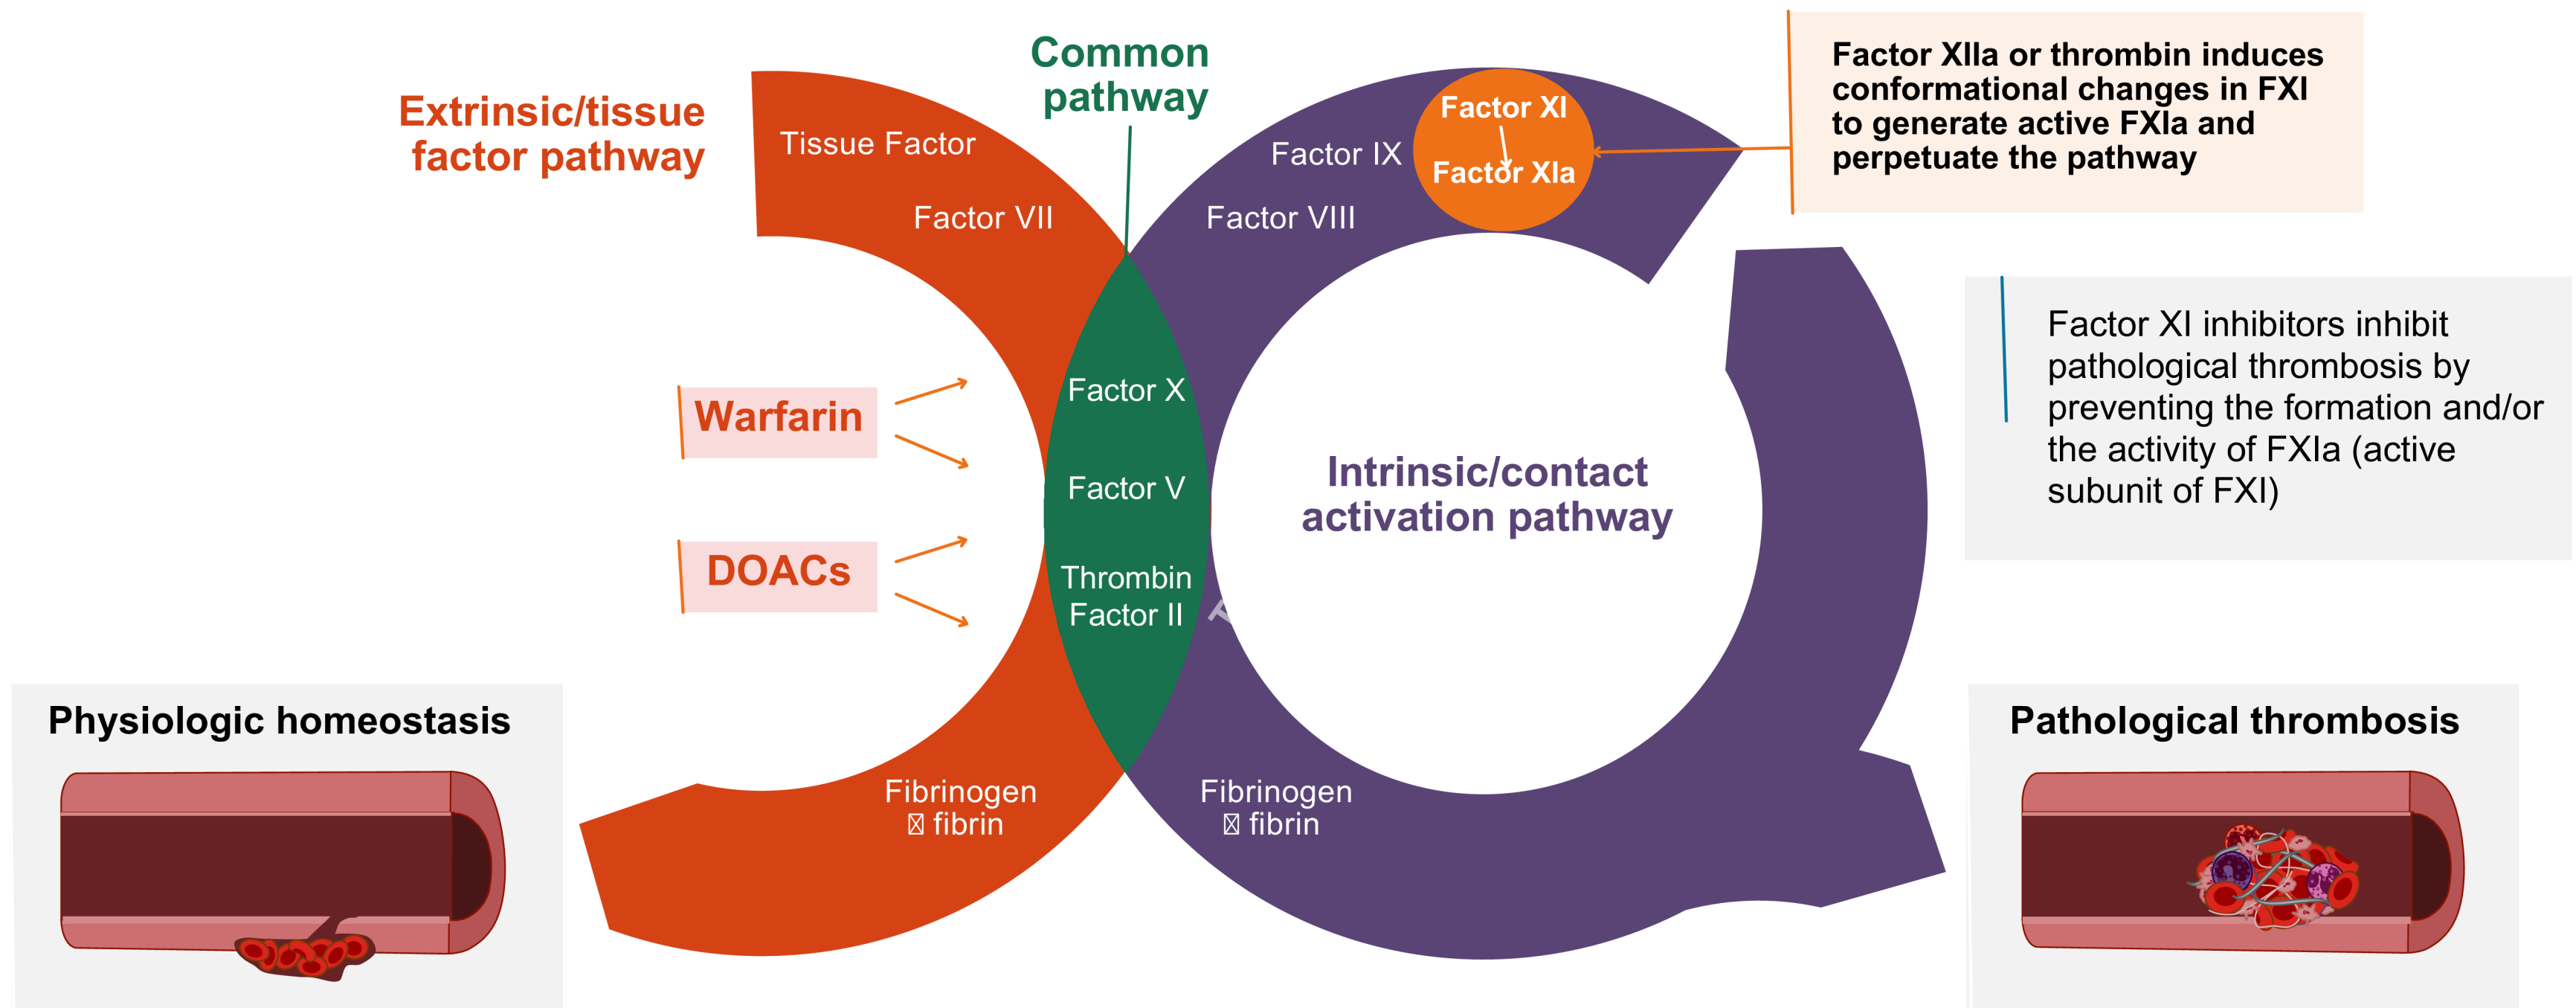 Extrinsic/tissue
factor pathway
Common
pathway
Tissue Factor
Factor VII
Factor IX
Factor VIII
Factor XI
Factor XIa
Factor XIIa or thrombin induces
conformational changes in FXI
to generate active FXIa and
perpetuate the pathway
Factor XI inhibitors inhibit
pathological thrombosis by
preventing the formation and/or
the activity of FXIa (active
subunit of FXI)
Warfarin
DOACs
Factor X
Factor V
Thrombin
Factor II
Intrinsic/contact
activation pathway
Fibrinogen
fibrin
Fibrinogen
fibrin
Physiologic homeostasis
Pathological thrombosis